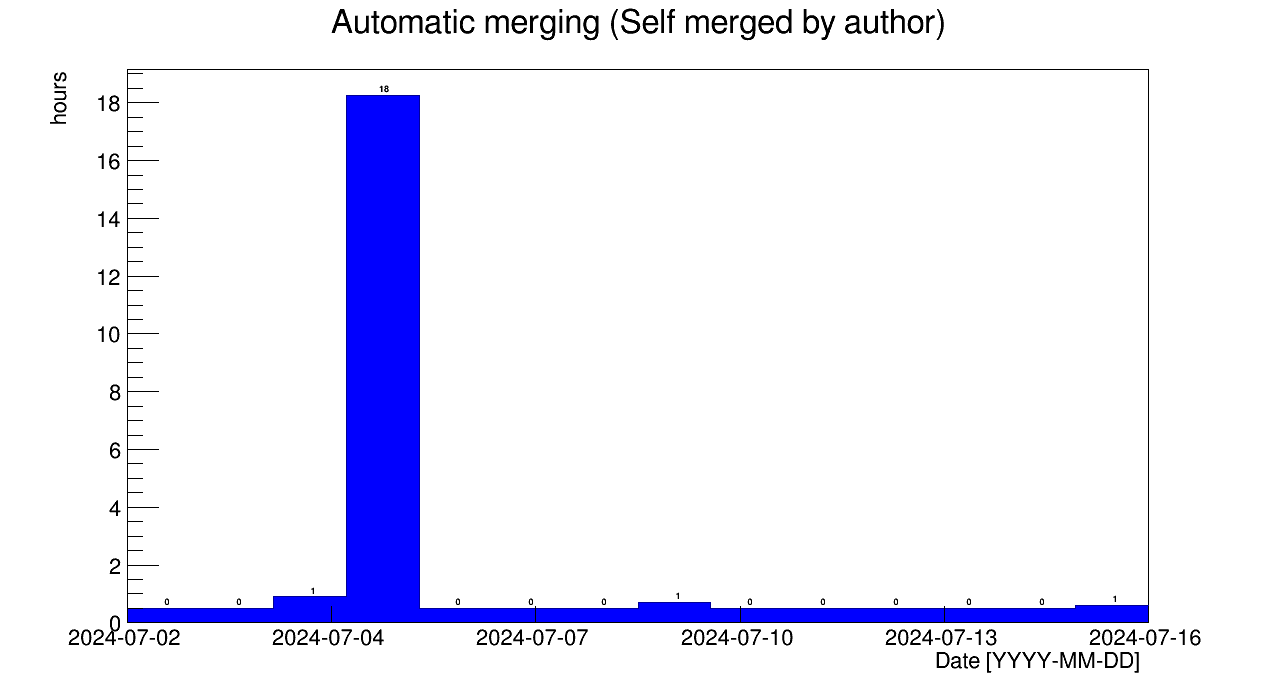 Automatic merging (Self merged by author)
hours
18
16
14
12
10
8
6
4
2
0
18
0 0 1 0 0 0 1 0 0 0 0 0 1
2024-07-02 2024-07-04 2024-07-07 2024-07-10 2024-07-13 2024-07-16
Date [YYYY-MM-DD]